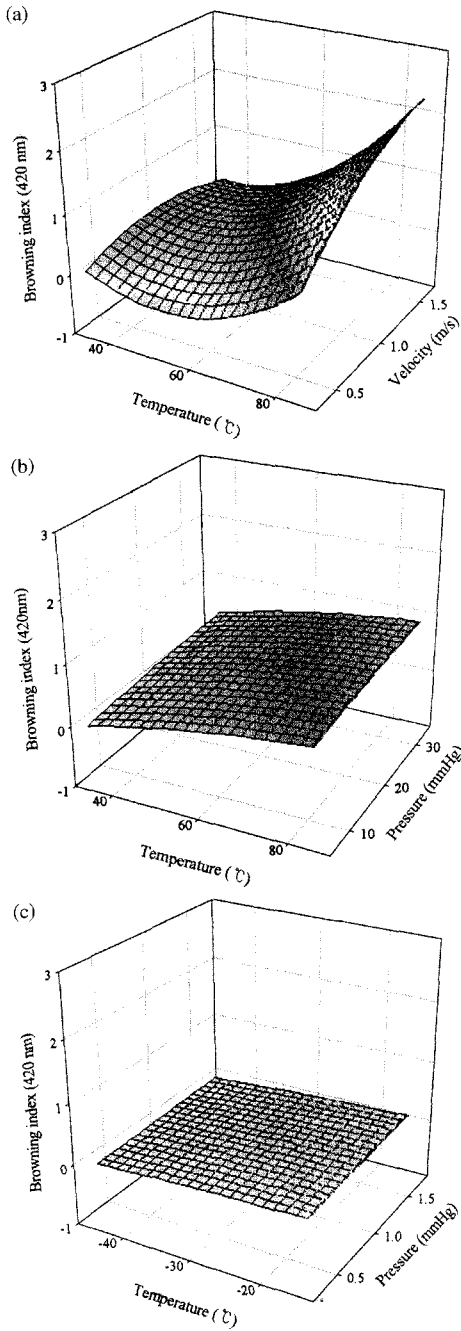 (a)
3
2
1
0
-1
Browning index (420 nm)
40
60
80
Temperature (℃)
0.5
1.0
1.5
Velocity (m/s)
(b)
3
2
1
0
-1
Browning index (420nm)
40
60
80
Temperature (℃)
10
20
30
Pressure (mmHg)
(c)
3
2
1
0
-1
Browning index (420 nm)
-40
-30
-20
Temperature (℃)
0.5
1.0
1.5
Pressure (mmHg)